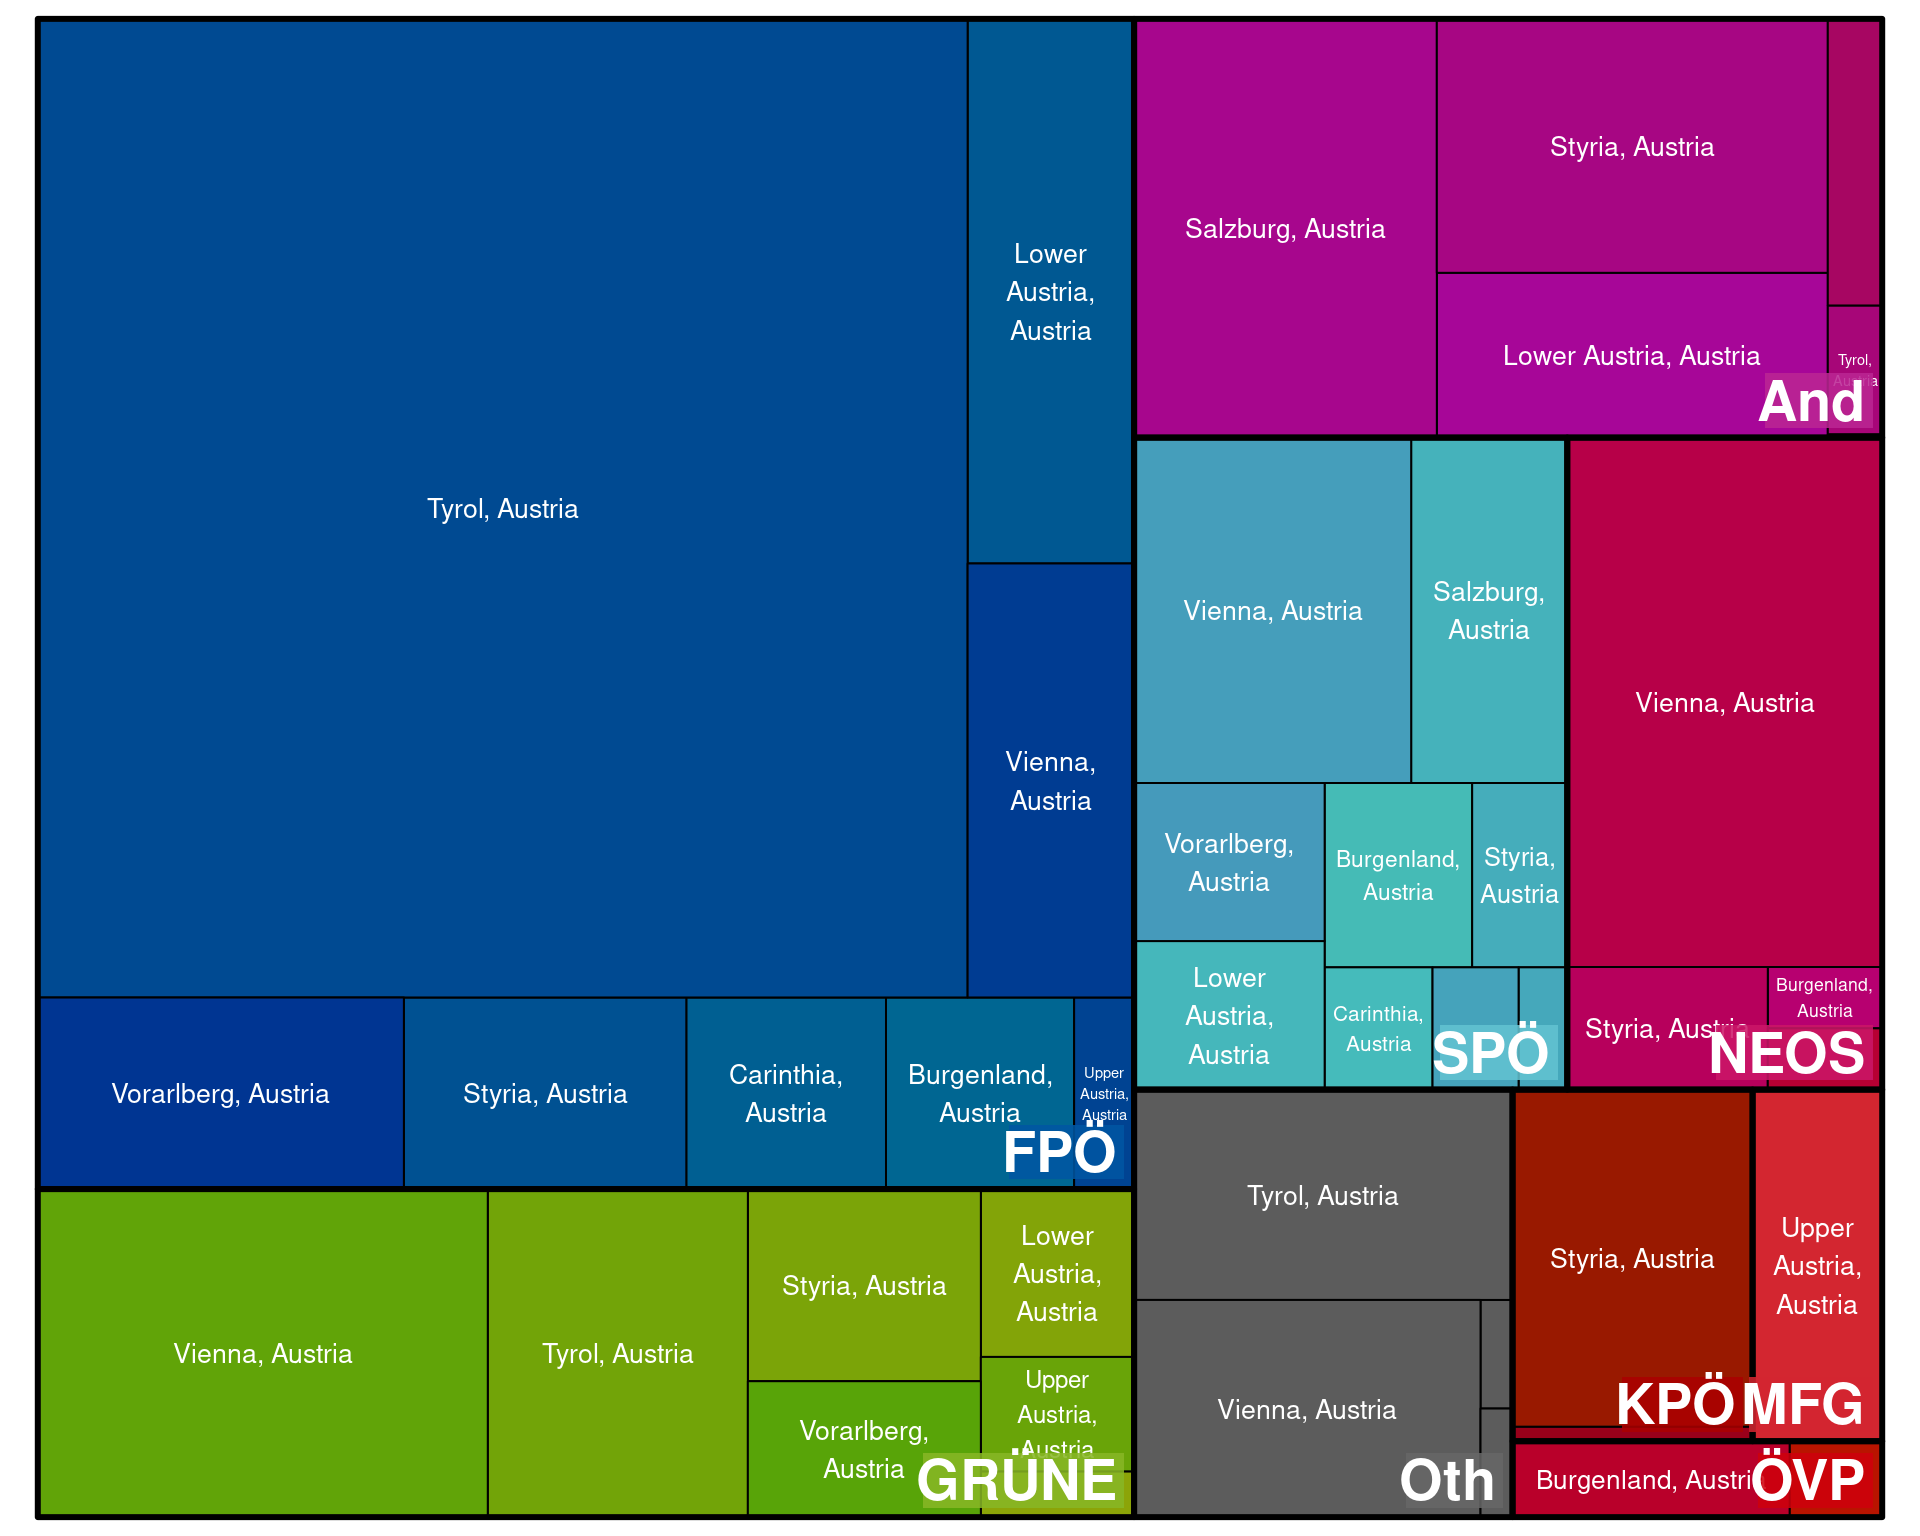 Tyrol, Austria
Lower
Austria,
Austria
Vienna,
Austria
Vorarlberg, Austria
Styria, Austria
Carinthia,
Austria
Burgenland,
Austria
Upper
Austria,
Austria
FPÖ
Vienna, Austria
Tyrol, Austria
Styria, Austria
Vorarlberg,
Austria
Lower
Austria,
Austria
Upper
Austria,
Austria
GRÜNE
Salzburg, Austria
Styria, Austria
Lower Austria, Austria
Tyrol,
Austria
And
Vienna, Austria
Salzburg,
Austria
Vorarlberg,
Austria
Burgenland,
Austria
Styria,
Austria
Lower
Austria,
Austria
Carinthia,
Austria
SPÖ
Vienna, Austria
Styria, Austria
Burgenland,
Austria
NEOS
Tyrol, Austria
Vienna, Austria
Oth
Styria, Austria
KPÖ
Upper
Austria,
Austria
MFG
Burgenland, Austri
ÖVP